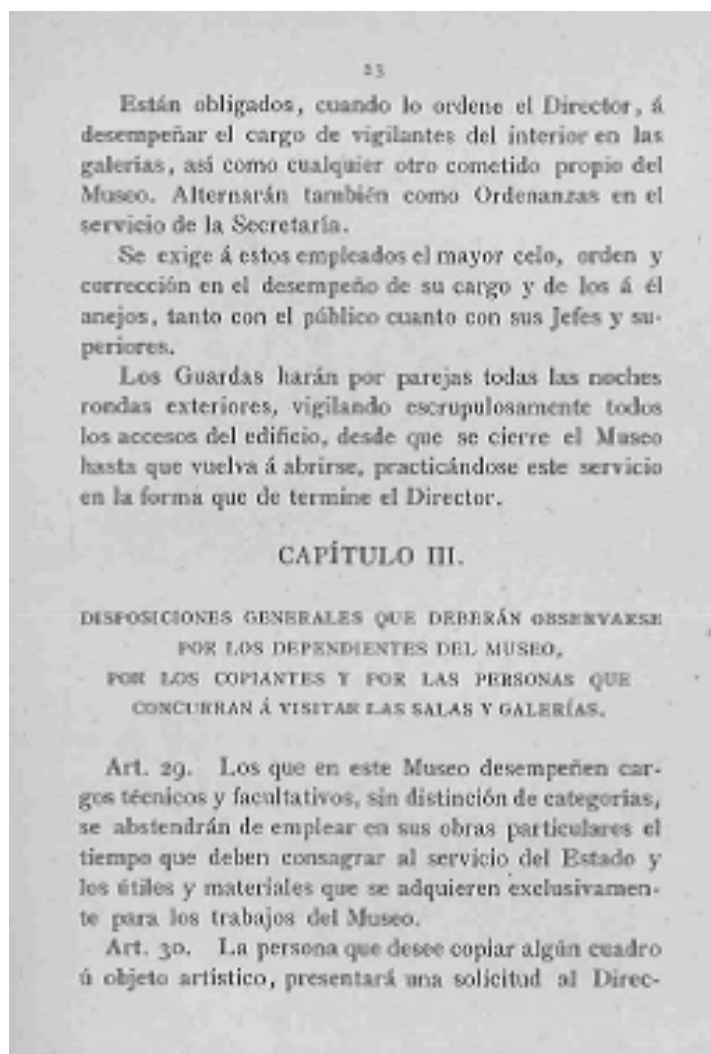 23
Están obligados, cuando lo ordene el Director, á
desempeñar el cargo de vigilantes del interior en las
galerías, así como cualquier otro cometido propio del
Museo. Alternarán también como Ordenanzas en el
servicio de la Secretaría.
Se exige á estos empleados el mayor celo, orden y
corrección en el desempeño de su cargo y de los á él
anejos, tanto con el público cuanto con sus Jefes y su-
periores.
Los Guardas harán por parejas todas las noches
rondas exteriores, vigilando escrupulosamente todos
los accesos del edificio, desde que se cierre el Museo
hasta que vuelva á abrirse, practicándose este servicio
en la forma que de termine el Director.
CAPÍTULO III.
DISPOSICIONES GENERALES QUE DEBERÁN OBSERVARSE
POR LOS DEPENDIENTES DEL MUSEO,
POR LOS COPIANTES Y POR LAS PERSONAS QUE
CONCURRAN Á VISITAR LAS SALAS Y GALERÍAS.
Art. 29. Los que en este Museo desempeñen car-
gos técnicos y facultativos, sin distinción de categorías,
se abstendrán de emplear en sus obras particulares el
tiempo que deben consagrar al servicio del Estado y
los útiles y materiales que se adquieren exclusivamen-
te para los trabajos del Museo.
Art. 30. La persona que desee copiar algún cuadro
ú objeto artístico, presentará una solicitud al Direc-